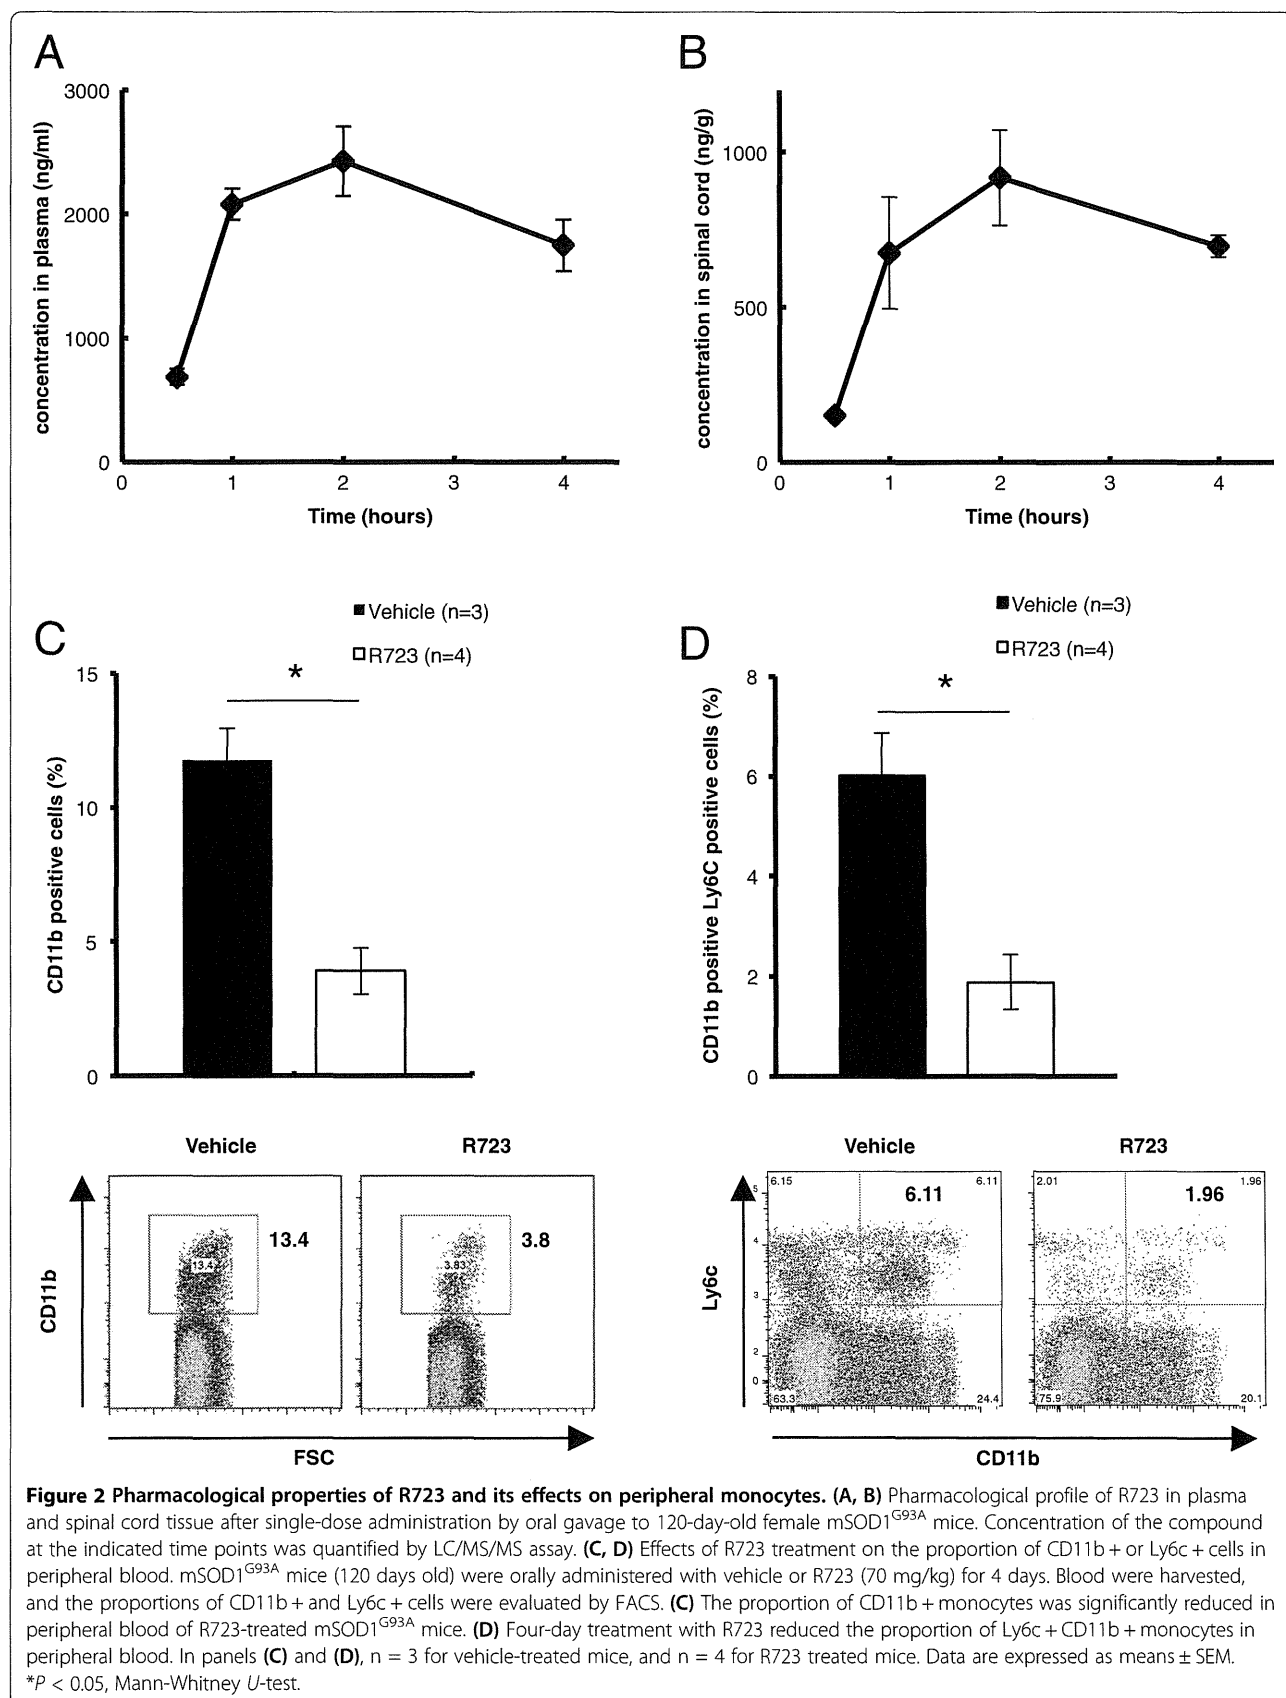 A
concentration in plasma (ng/ml)
3000
2000
1000
0
0 1 2 3 4
Time (hours)
B
concentration in spinal cord (ng/g)
1000
500
0
0 1 2 3 4
Time (hours)
C
Vehicle (n=3)
R723 (n=4)
CD11b positive cells (%)
15
10
5
0
*
D
Vehicle (n=3)
R723 (n=4)
CD11b positive Ly6C positive cells (%)
8
6
4
2
0
*
Vehicle R723
CD11b
13.4
13.4
3.83
3.8
FSC
Vehicle R723
Ly6c
5
4
3
2
0
6.15 6.11 6.11
63.3 24.4
2.01 1.96 1.96
75.9 20.1
CD11b
Figure 2 Pharmacological properties of R723 and its effects on peripheral monocytes. (A, B) Pharmacological profile of R723 in plasma
and spinal cord tissue after single-dose administration by oral gavage to 120-day-old female mSOD1G93A mice. Concentration of the compound
at the indicated time points was quantified by LC/MS/MS assay. (C, D) Effects of R723 treatment on the proportion of CD11b + or Ly6c + cells in
peripheral blood. mSOD1G93A mice (120 days old) were orally administered with vehicle or R723 (70 mg/kg) for 4 days. Blood were harvested,
and the proportions of CD11b + and Ly6c + cells were evaluated by FACS. (C) The proportion of CD11b + monocytes was significantly reduced in
peripheral blood of R723-treated mSOD1G93A mice. (D) Four-day treatment with R723 reduced the proportion of Ly6c + CD11b + monocytes in
peripheral blood. In panels (C) and (D), n = 3 for vehicle-treated mice, and n = 4 for R723 treated mice. Data are expressed as means ± SEM.
*P < 0.05, Mann-Whitney U-test.